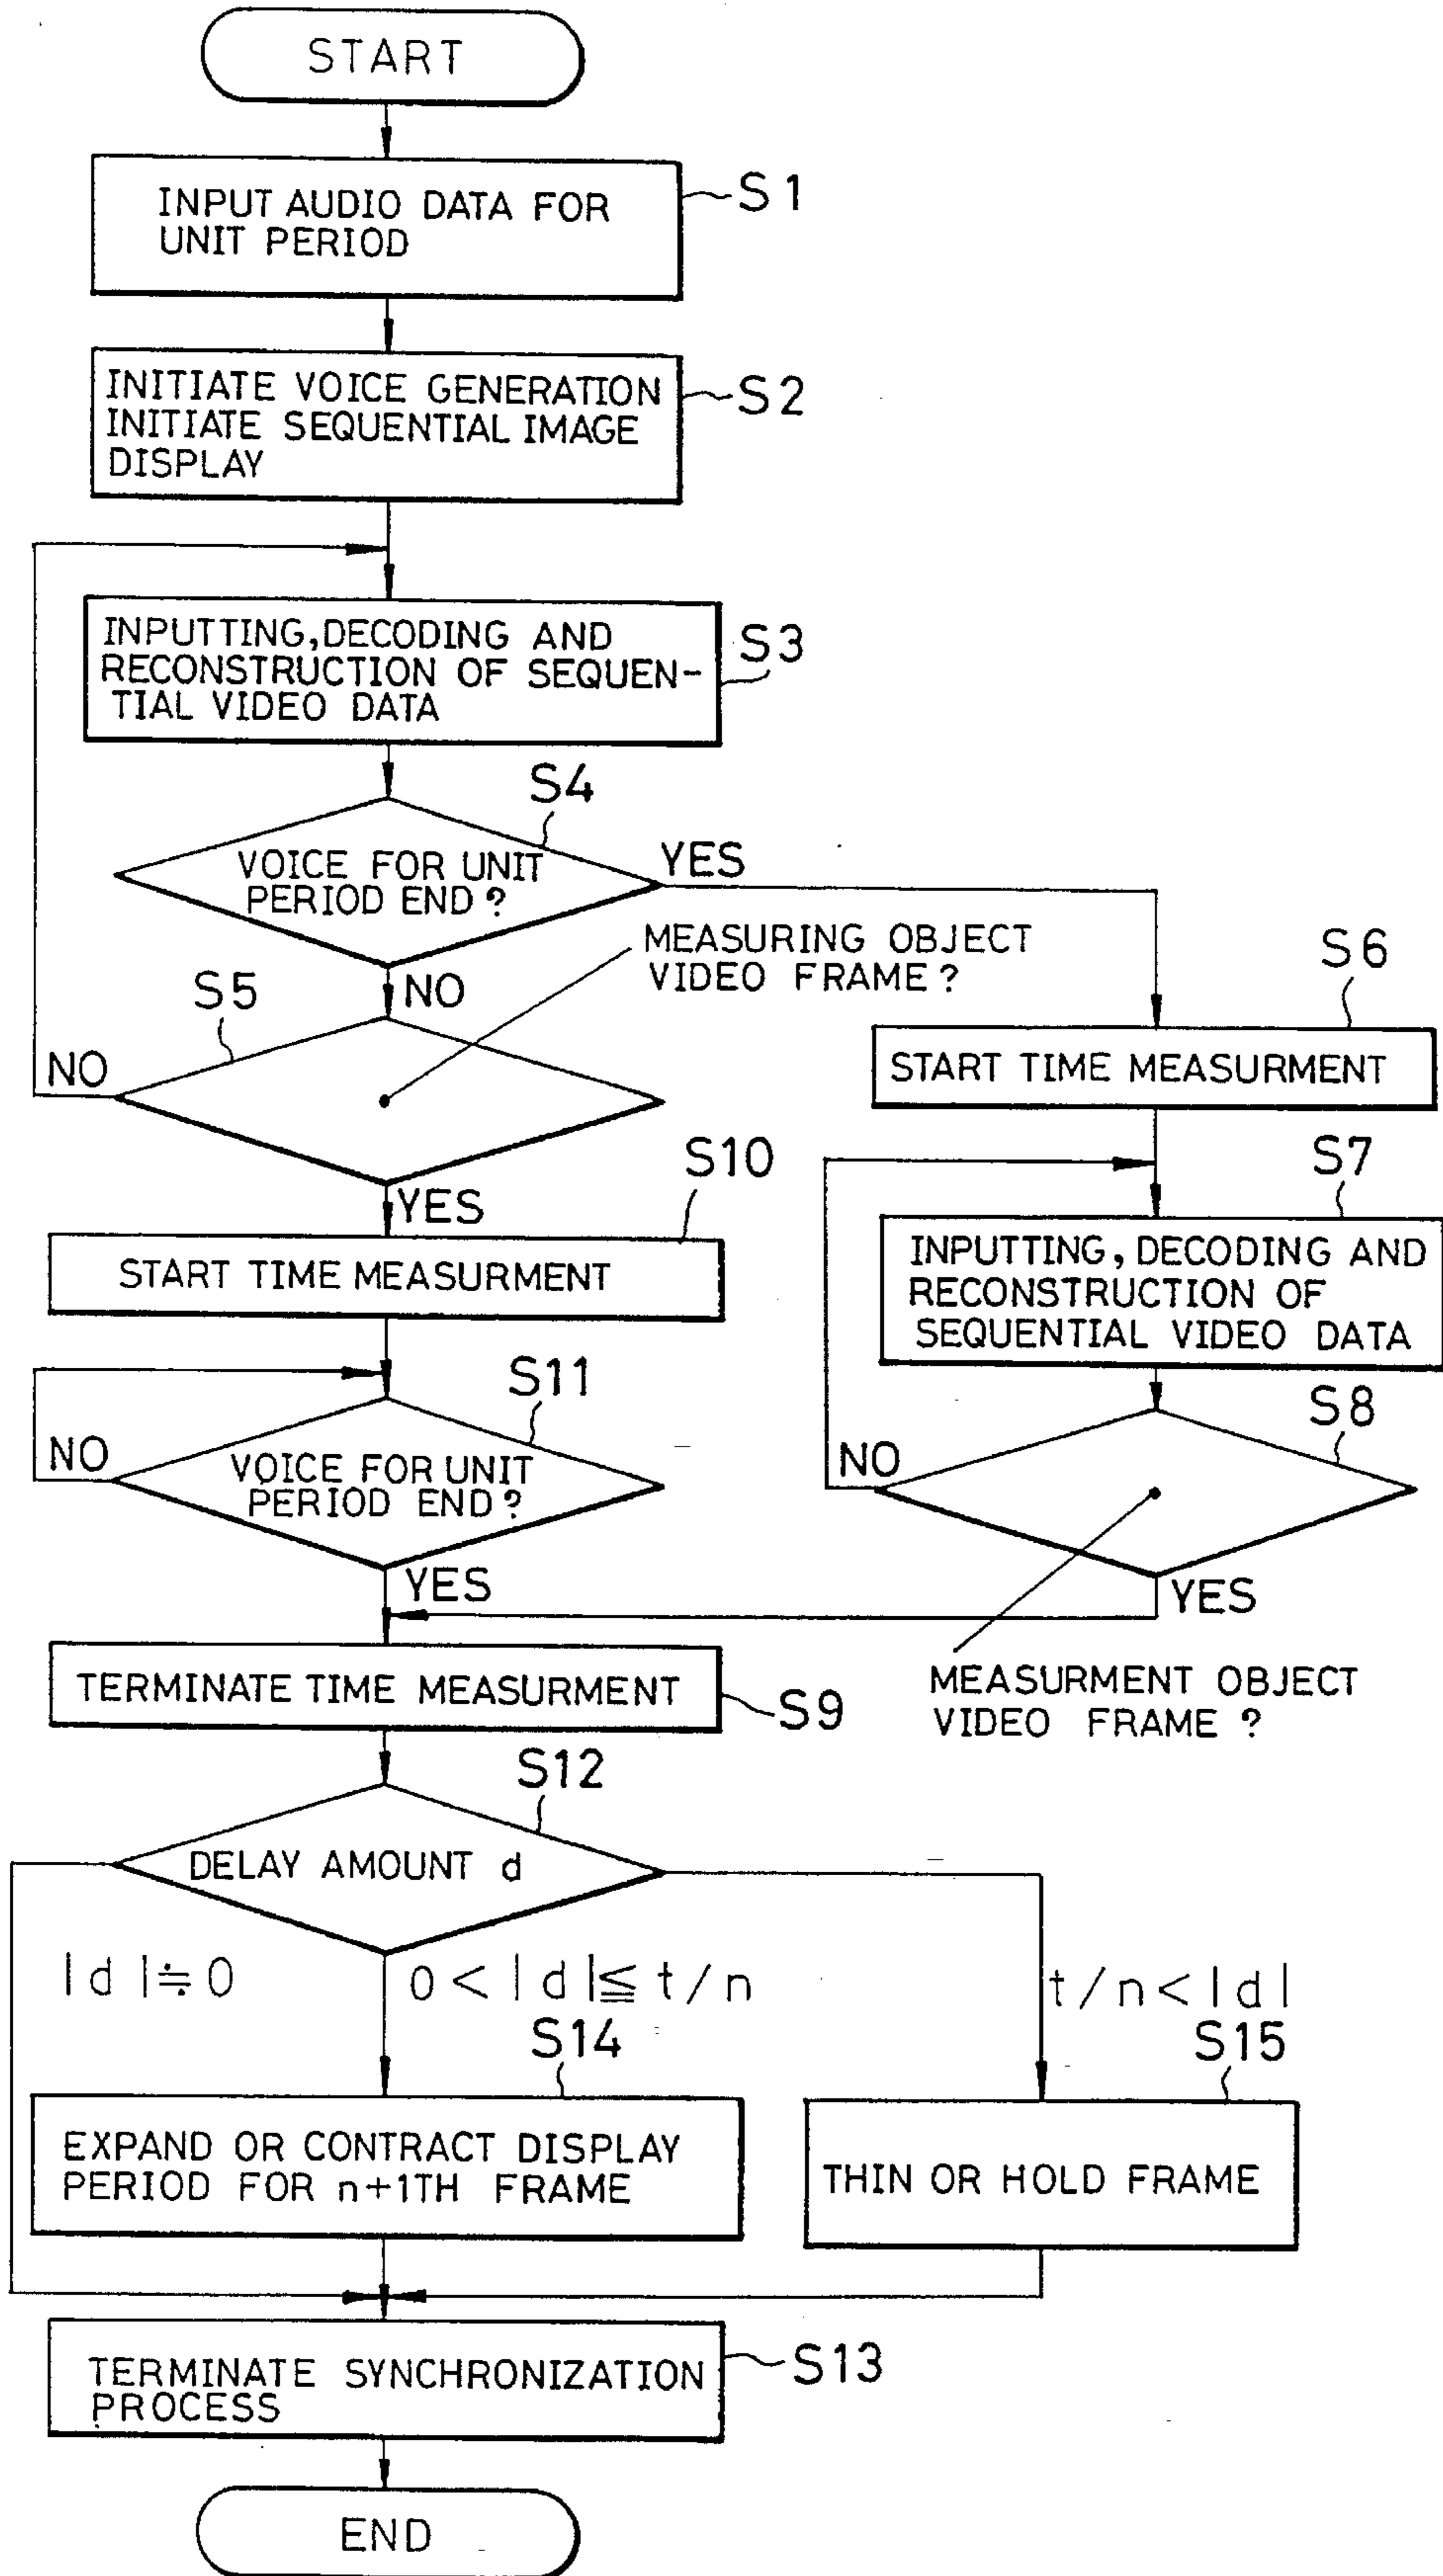 START
INPUT AUDIO DATA FOR
UNIT PERIOD
S1
INITIATE VOICE GENERATION
INITIATE SEQUENTIAL IMAGE
DISPLAY
S2
INPUTTING, DECODING AND
RECONSTRUCTION OF SEQUEN-
TIAL VIDEO DATA
S3
S4
VOICE FOR UNIT
PERIOD END?
YES
NO
MEASURING OBJECT
VIDEO FRAME?
S5
NO
YES
S6
START TIME MEASURMENT
S7
INPUTTING, DECODING AND
RECONSTRUCTION OF
SEQUENTIAL VIDEO DATA
S8
NO
YES
MEASURMENT OBJECT
VIDEO FRAME ?
S10
START TIME MEASURMENT
S11
VOICE FOR UNIT
PERIOD END?
NO
YES
TERMINATE TIME MEASURMENT
S9
S12
DELAY AMOUNT d
|d|≒0
0<|d|≦t/n
t/n<|d|
S14
EXPAND OR CONTRACT DISPLAY
PERIOD FOR n+1TH FRAME
S15
THIN OR HOLD FRAME
TERMINATE SYNCHRONIZATION
PROCESS
S13
END